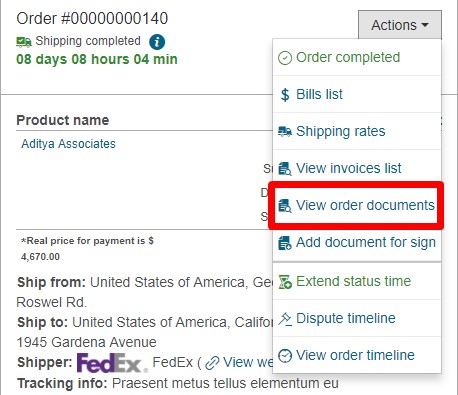 Order #00000000140
Actions
Shipping completed
08 days 08 hours 04 min
Order completed
Bills list
Shipping rates
View invoices list
View order documents
Add document for sign
Extend status time
Dispute timeline
View order timeline
Product name
Aditya Associates
*Real price for payment is $
4,670.00
Ship from: United States of America, Geo
Roswel Rd.
Ship to: United States of America, Califor
1945 Gardena Avenue
Shipper: FedEx FedEx ( View we
Tracking info: Praesent metus tellus elementum eu